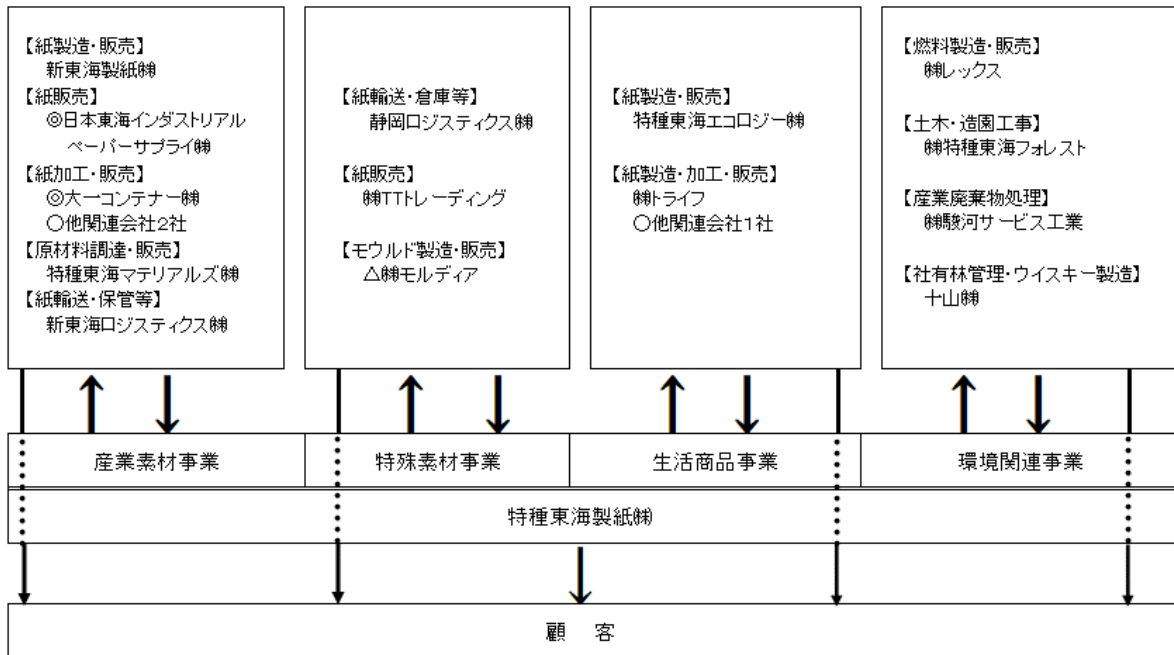 【紙製造・販売】
新東海製紙㈱
【紙販売】
◎日本東海インダストリアル
ペーパーサプライ㈱
【紙加工・販売】
◎大一コンテナー㈱
○他関連会社2社
【原材料調達・販売】
特種東海マテリアルズ㈱
【紙輸送・保管等】
新東海ロジスティクス㈱
【紙輸送・倉庫等】
静岡ロジスティクス㈱
【紙販売】
㈱TTトレーディング
【モウルド製造・販売】
△㈱モルディア
【紙製造・販売】
特種東海エコロジー㈱
【紙製造・加工・販売】
㈱トライフ
○他関連会社1社
【燃料製造・販売】
㈱レックス
【土木・造園工事】
㈱特種東海フォレスト
【産業廃棄物処理】
㈱駿河サービス工業
【社有林管理・ウイスキー製造】
十山㈱
産業素材事業
特殊素材事業
生活商品事業
環境関連事業
特種東海製紙㈱
顧 客